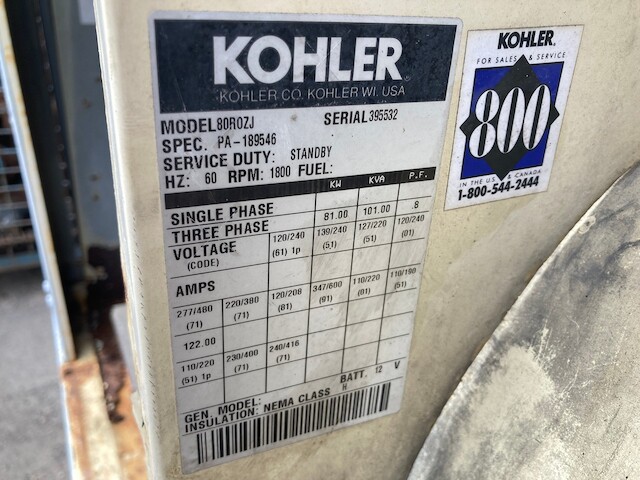 KOHLER®
KOHLER CO. KOHLER WI. USA
MODEL 80ROZJ SERIAL 395532
SPEC. PA-189546
SERVICE DUTY: STANDBY
HZ: 60 RPM: 1800 FUEL:
KW KVA P.F.
SINGLE PHASE
THREE PHASE 81.00 101.00 .8
VOLTAGE 120/240 139/240 127/220 120/240
(CODE) (61) 1p (51) (51) (01)
AMPS
277/480 220/380 120/208 347/600 110/220 110/190
(71) (71) (81) (91) (01) (51)
122.00
110/220 230/400 240/416
(51) 1p (71) (71)
GEN. MODEL: BATT. 12 V
INSULATION: NEMA CLASS H
KOHLER®
FOR SALES & SERVICE
800
IN THE U.S. & CANADA
1-800-544-2444